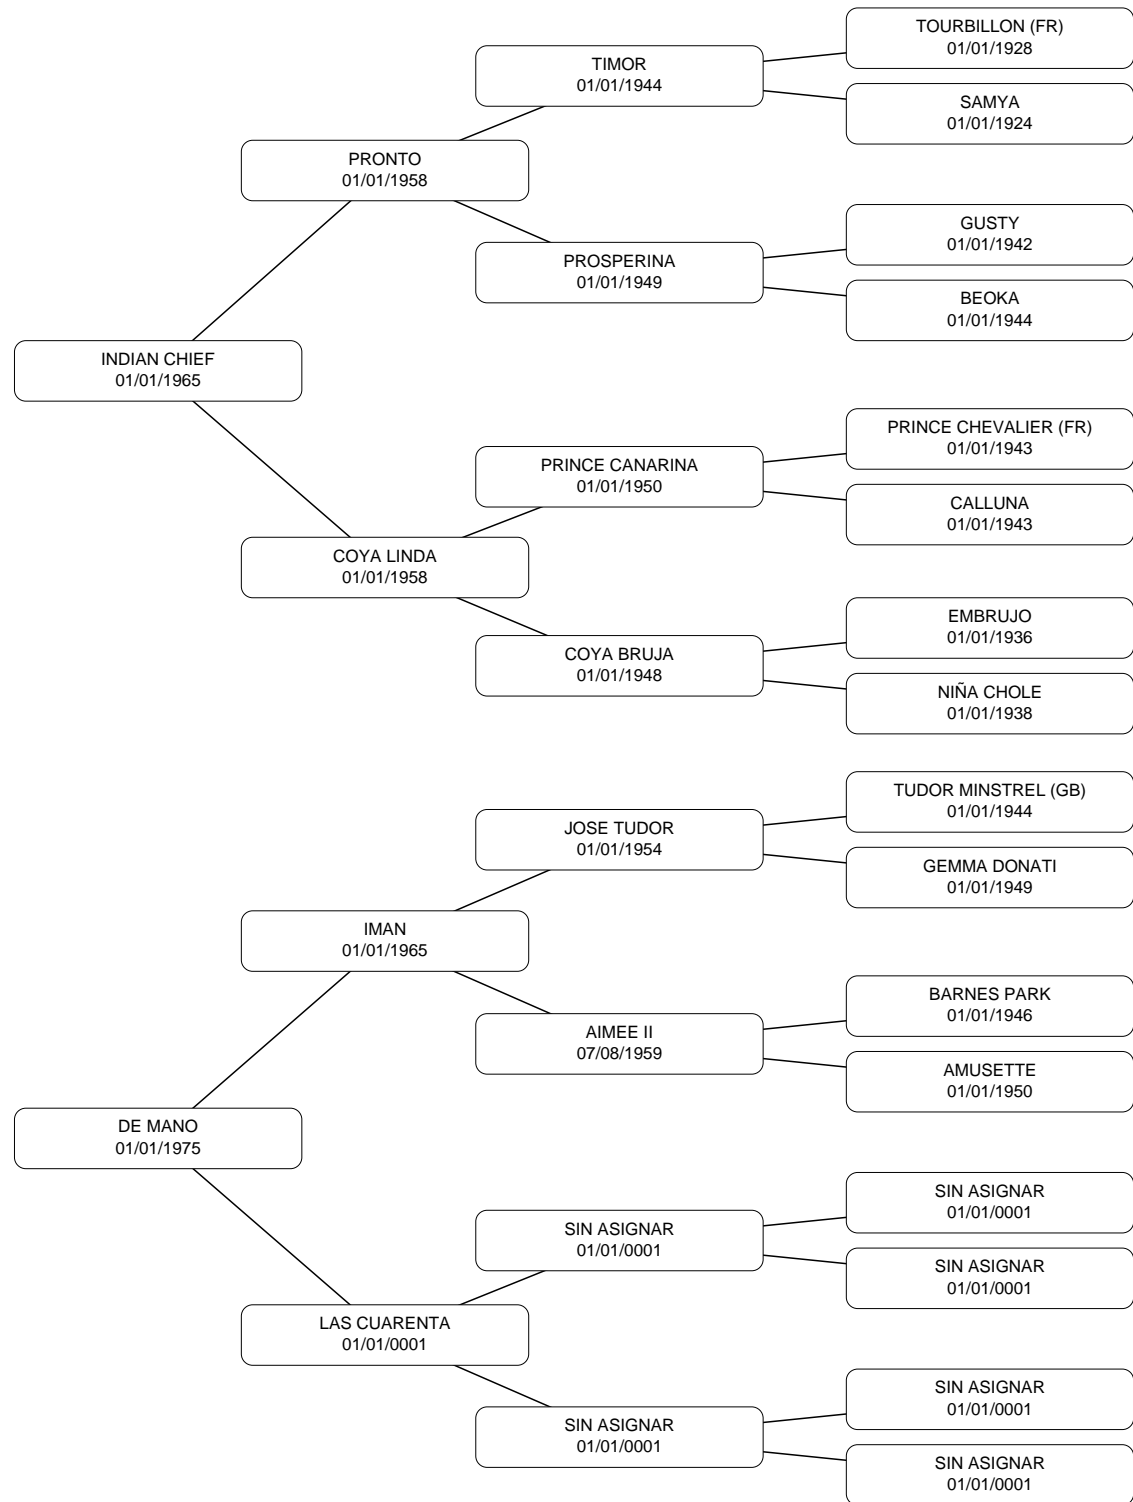 TOURBILLON (FR)
01/01/1928
TIMOR
01/01/1944
SAMYA
01/01/1924
PRONTO
01/01/1958
GUSTY
01/01/1942
PROSPERINA
01/01/1949
BEOKA
01/01/1944
INDIAN CHIEF
01/01/1965
PRINCE CHEVALIER (FR)
01/01/1943
PRINCE CANARINA
01/01/1950
CALLUNA
01/01/1943
COYA LINDA
01/01/1958
EMBRUJO
01/01/1936
COYA BRUJA
01/01/1948
NIÑA CHOLE
01/01/1938
TUDOR MINSTREL (GB)
01/01/1944
JOSE TUDOR
01/01/1954
GEMMA DONATI
01/01/1949
IMAN
01/01/1965
BARNES PARK
01/01/1946
AIMEE II
07/08/1959
AMUSETTE
01/01/1950
DE MANO
01/01/1975
SIN ASIGNAR
01/01/0001
SIN ASIGNAR
01/01/0001
SIN ASIGNAR
01/01/0001
LAS CUARENTA
01/01/0001
SIN ASIGNAR
01/01/0001
SIN ASIGNAR
01/01/0001
SIN ASIGNAR
01/01/0001